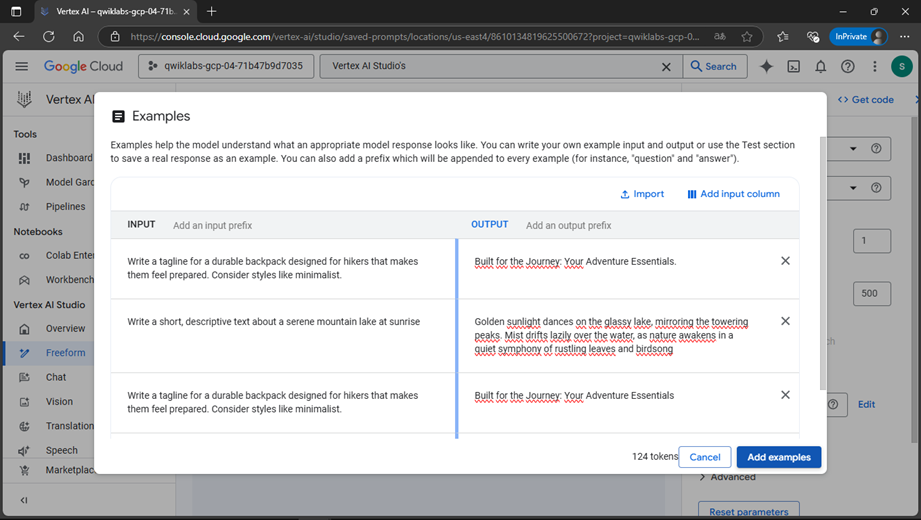 Vertex AI – qwiklabs-gcp-04-71b
https://console.cloud.google.com/vertex-ai/studio/saved-prompts/locations/us-east4/8610134819625500672?project=qwiklabs-gcp-0...
InPrivate
Google Cloud
qwiklabs-gcp-04-71b47b9d7035
Vertex AI Studio's
Search
S
Vertex AI
Get code
Tools
Dashboard
Model Gard
Pipelines
Notebooks
Colab Enter
Workbench
Vertex AI Studio
Overview
Freeform
Chat
Vision
Translation
Speech
Marketplac
Examples
Examples help the model understand what an appropriate model response looks like. You can write your own example input and output or use the Test section
to save a real response as an example. You can also add a prefix which will be appended to every example (for instance, "question" and "answer").
Import
Add input column
INPUT Add an input prefix
OUTPUT Add an output prefix
Write a tagline for a durable backpack designed for hikers that makes
them feel prepared. Consider styles like minimalist.
Built for the Journey: Your Adventure Essentials.
Write a short, descriptive text about a serene mountain lake at sunrise
Golden sunlight dances on the glassy lake, mirroring the towering
peaks. Mist drifts lazily over the water, as nature awakens in a
quiet symphony of rustling leaves and birdsong
Write a tagline for a durable backpack designed for hikers that makes
them feel prepared. Consider styles like minimalist.
Built for the Journey: Your Adventure Essentials
124 tokens
Cancel
Add examples
1
500
Edit
Advanced
Reset parameters